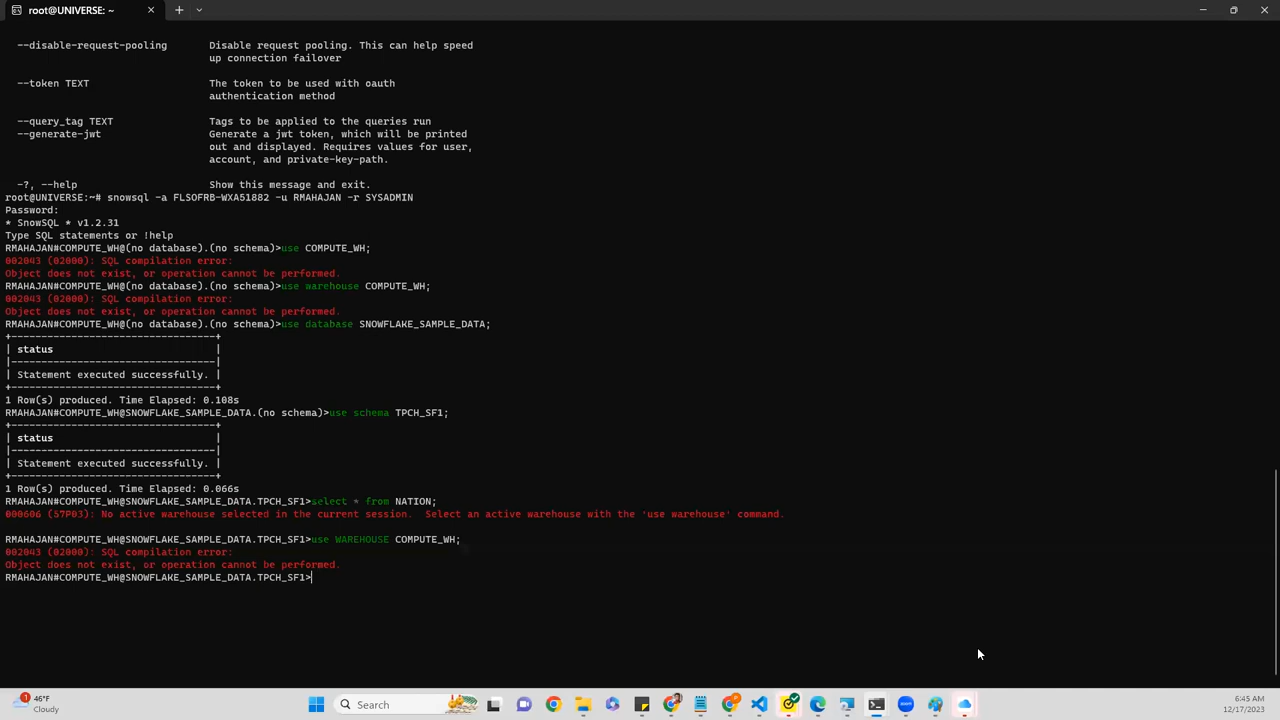 root@UNIVERSE: ~
--disable-request-pooling Disable request pooling. This can help speed
up connection failover
--token TEXT The token to be used with oauth
authentication method
--query_tag TEXT Tags to be applied to the queries run
--generate-jwt Generate a jwt token, which will be printed
out and displayed. Requires values for user,
account, and private-key-path.
-?, --help Show this message and exit.
root@UNIVERSE:~# snowsql -a FLSOFRB-WXA51882 -u RMAHAJAN -r SYSADMIN
Password:
* SnowSQL * v1.2.31
Type SQL statements or !help
RMAHAJAN#COMPUTE_WH@(no database).(no schema)>use COMPUTE_WH;
002043 (02000): SQL compilation error:
Object does not exist, or operation cannot be performed.
RMAHAJAN#COMPUTE_WH@(no database).(no schema)>use warehouse COMPUTE_WH;
002043 (02000): SQL compilation error:
Object does not exist, or operation cannot be performed.
RMAHAJAN#COMPUTE_WH@(no database).(no schema)>use database SNOWFLAKE_SAMPLE_DATA;
+----------------------------------+
| status |
|----------------------------------|
| Statement executed successfully. |
+----------------------------------+
1 Row(s) produced. Time Elapsed: 0.108s
RMAHAJAN#COMPUTE_WH@SNOWFLAKE_SAMPLE_DATA.(no schema)>use schema TPCH_SF1;
+----------------------------------+
| status |
|----------------------------------|
| Statement executed successfully. |
+----------------------------------+
1 Row(s) produced. Time Elapsed: 0.066s
RMAHAJAN#COMPUTE_WH@SNOWFLAKE_SAMPLE_DATA.TPCH_SF1>select * from NATION;
000606 (57P03): No active warehouse selected in the current session.  Select an active warehouse with the 'use warehouse' command.
RMAHAJAN#COMPUTE_WH@SNOWFLAKE_SAMPLE_DATA.TPCH_SF1>use WAREHOUSE COMPUTE_WH;
002043 (02000): SQL compilation error:
Object does not exist, or operation cannot be performed.
RMAHAJAN#COMPUTE_WH@SNOWFLAKE_SAMPLE_DATA.TPCH_SF1>
1
46°F
Cloudy
Search
6:45 AM
12/17/2023